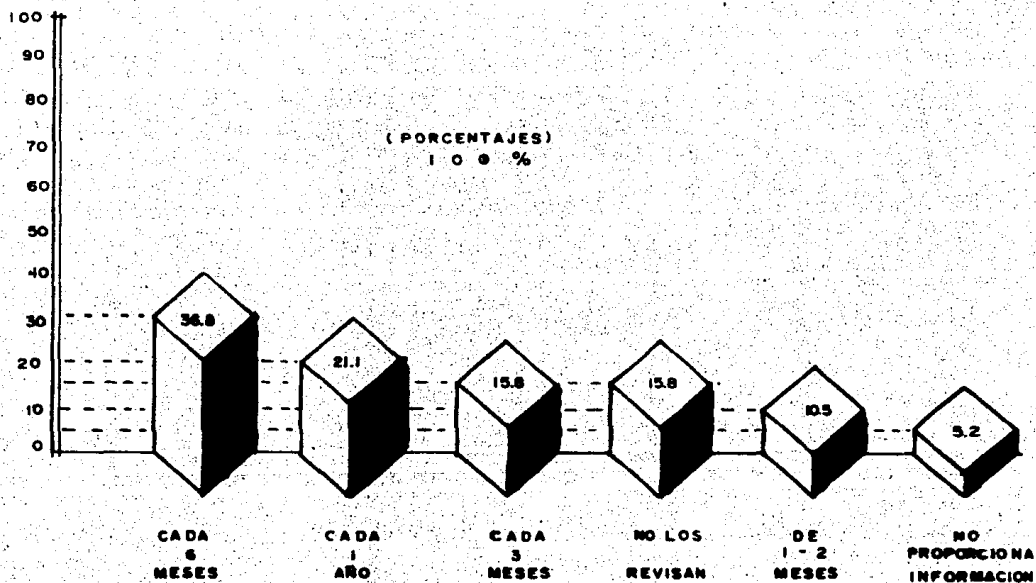 100
90
80
70
60
50
40
30
20
10
0
(PORCENTAJES)
100 %
36.8
21.1
15.8
15.8
10.5
5.2
CADA
6
MESES
CADA
1
AÑO
CADA
3
MESES
NO LOS
REVISAN
DE
1 - 2
MESES
NO
PROPORCIONA
INFORMACION